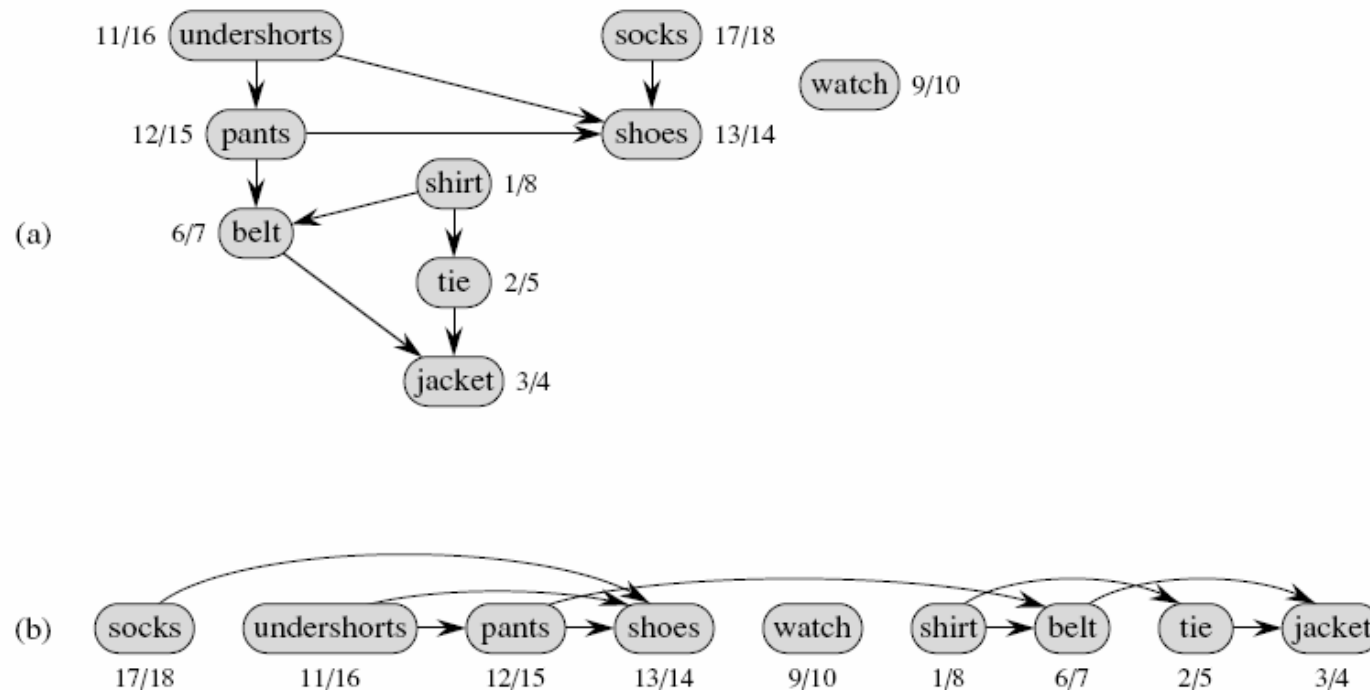 11/16 undershorts socks 17/18
watch 9/10
12/15 pants shoes 13/14
shirt 1/8
(a) 6/7 belt
tie 2/5
jacket 3/4
(b) socks undershorts pants shoes watch shirt belt tie jacket
17/18 11/16 12/15 13/14 9/10 1/8 6/7 2/5 3/4